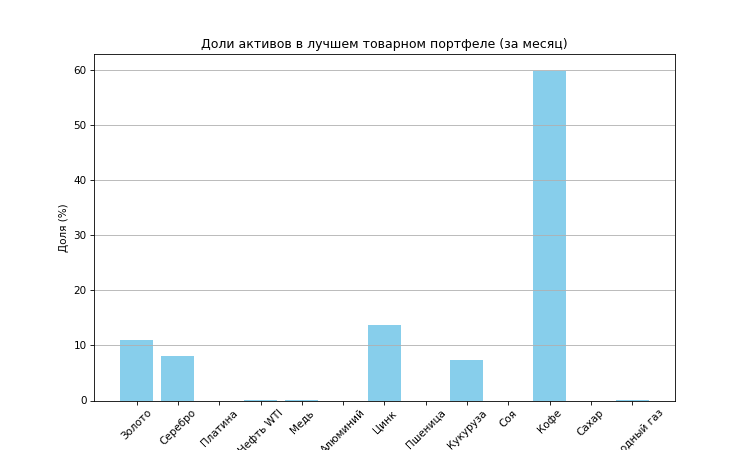 Доли активов в лучшем товарном портфеле (за месяц)
Доля (%)
60
50
40
30
20
10
0
Золото
Серебро
Платина
Нефть WTI
Медь
Алюминий
Цинк
Пшеница
Кукуруза
Соя
Кофе
Сахар
одный газ